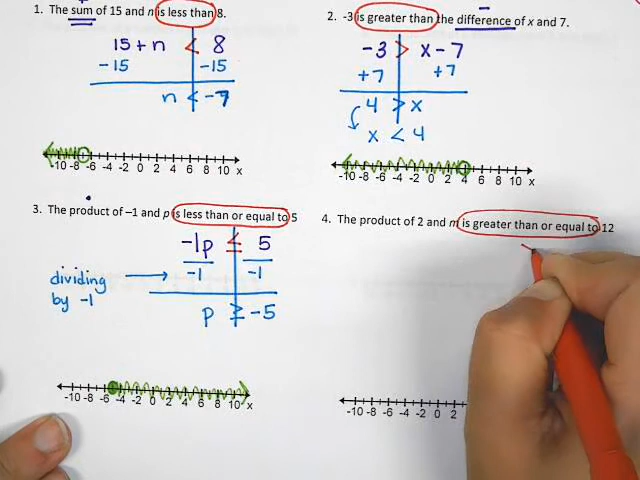 1. The sum of 15 and n is less than 8.
15 + n < 8
-15 -15
n < -7
-10 -8 -6 -4 -2 0 2 4 6 8 10 x
2. -3 is greater than the difference of x and 7.
-3 > x - 7
+7 +7
4 > x
x < 4
-10 -8 -6 -4 -2 0 2 4 6 8 10 x
3. The product of –1 and p is less than or equal to 5
-1p ≤ 5
-1 -1
dividing
by -1
p ≥ -5
-10 -8 -6 -4 -2 0 2 4 6 8 10 x
4. The product of 2 and m is greater than or equal to 12
-10 -8 -6 -4 -2 0 2